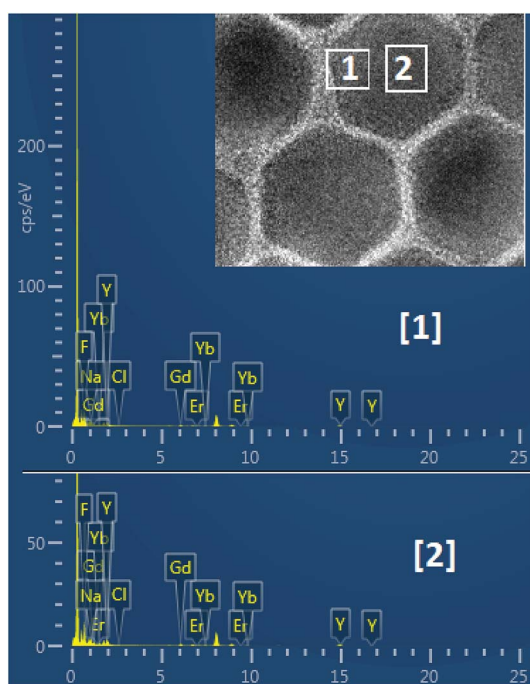 1 2
200
cps/eV
100
Y
Yb
F
Yb
Na Cl Gd Yb
Gd Er Er Y Y
0
[1]
0 5 10 15 20 25
F Y
Yb
50
[2]
Gd Gd
Na Cl Yb Yb
Er Er Er Y Y
0
0 5 10 15 20 25